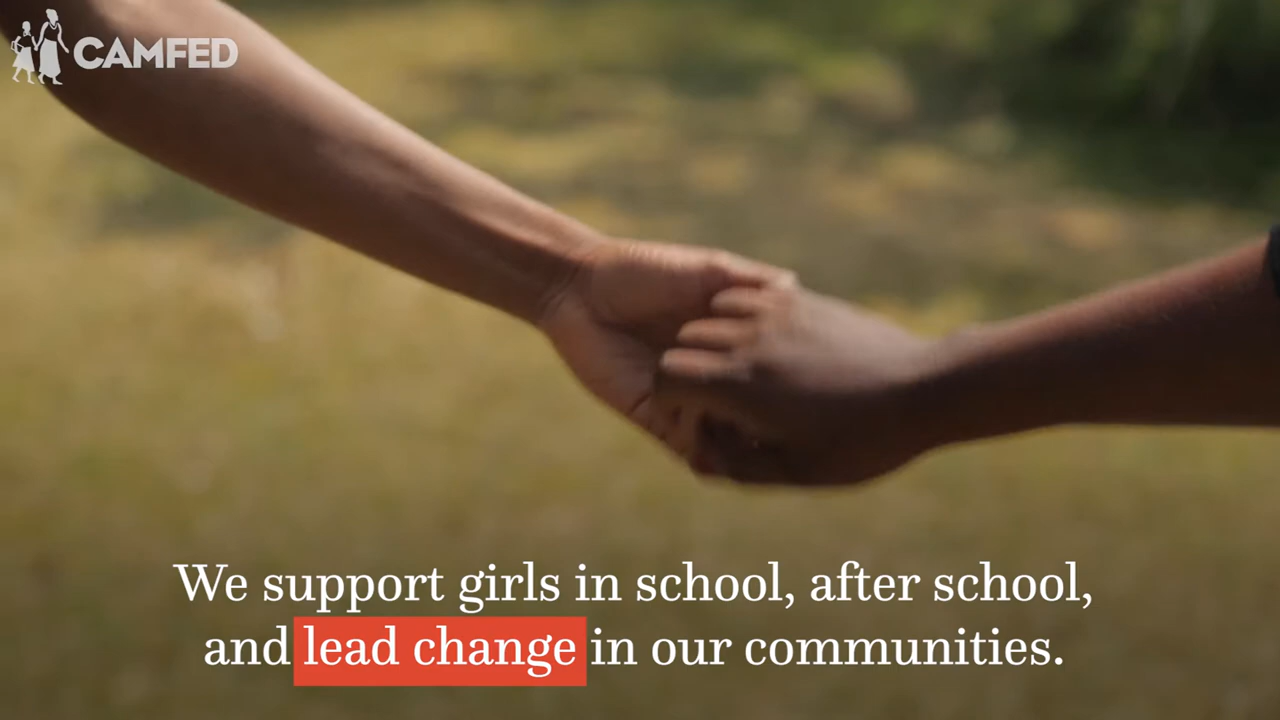 CAMFED
We support girls in school, after school,
and lead change in our communities.